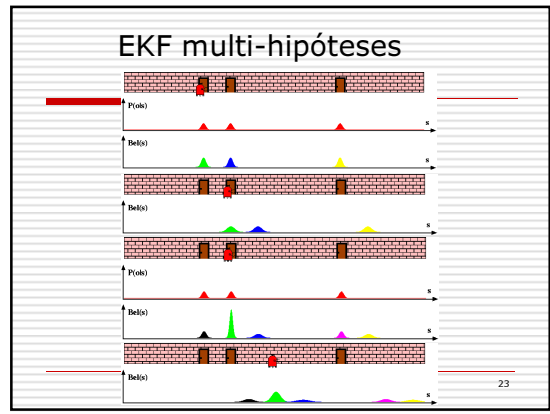 EKF multi-hipóteses
P(o|s)
s
Bel(s)
s
Bel(s)
s
P(o|s)
s
Bel(s)
s
Bel(s)
s
23